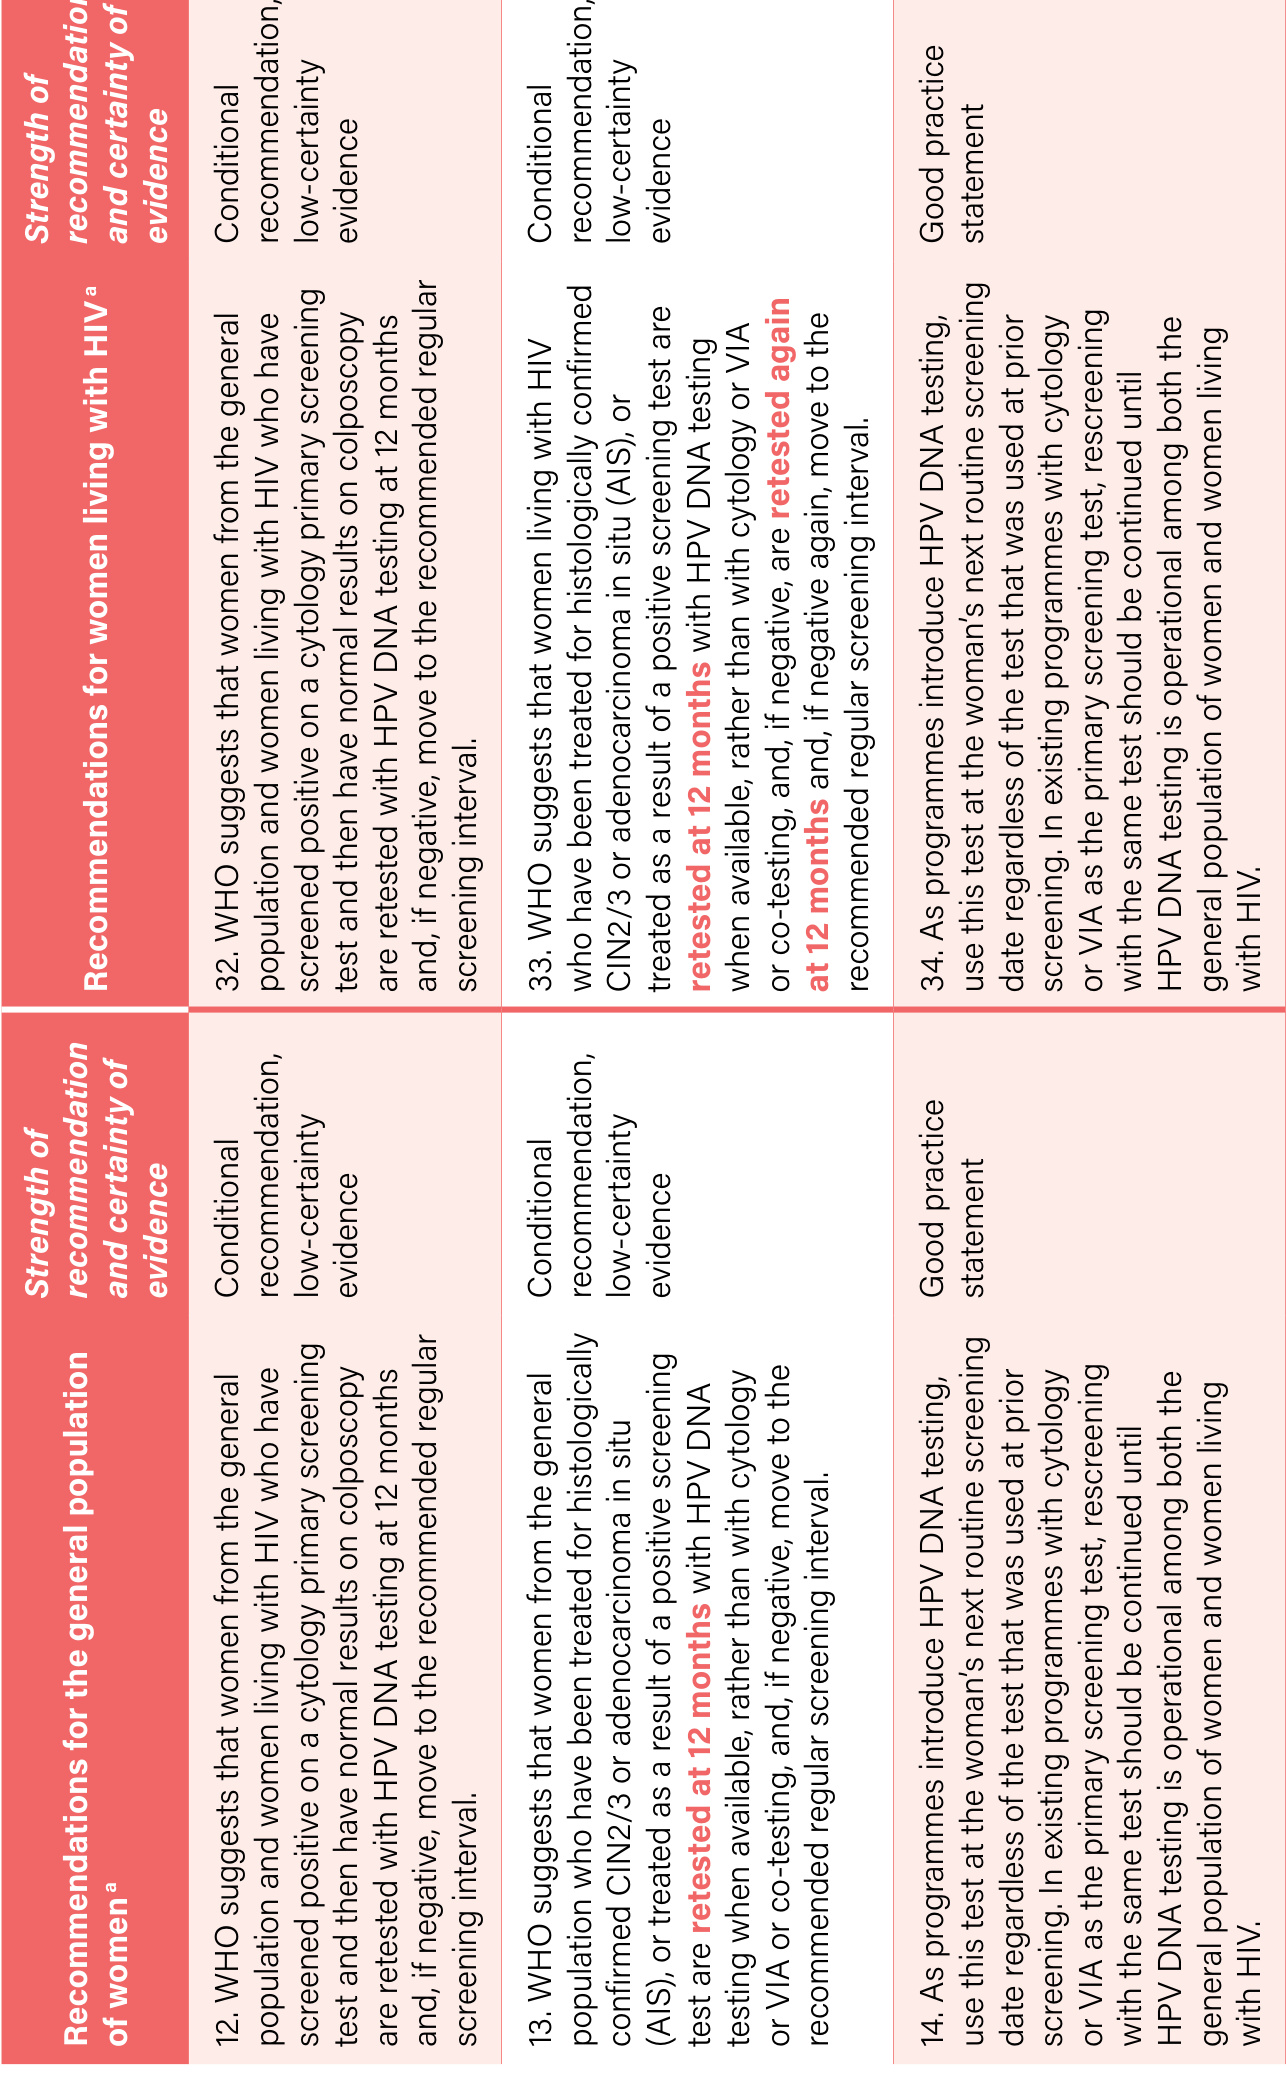 Recommendations for the general population
of women a
Strength of
recommendation
and certainty of
evidence
Recommendations for women living with HIV a
Strength of
recommendation
and certainty of
evidence
12. WHO suggests that women from the general
population and women living with HIV who have
screened positive on a cytology primary screening
test and then have normal results on colposcopy
are retested with HPV DNA testing at 12 months
and, if negative, move to the recommended regular
screening interval.
Conditional
recommendation,
low-certainty
evidence
32. WHO suggests that women from the general
population and women living with HIV who have
screened positive on a cytology primary screening
test and then have normal results on colposcopy
are retested with HPV DNA testing at 12 months
and, if negative, move to the recommended regular
screening interval.
Conditional
recommendation,
low-certainty
evidence
13. WHO suggests that women from the general
population who have been treated for histologically
confirmed CIN2/3 or adenocarcinoma in situ
(AIS), or treated as a result of a positive screening
test are retested at 12 months with HPV DNA
testing when available, rather than with cytology
or VIA or co-testing, and, if negative, move to the
recommended regular screening interval.
Conditional
recommendation,
low-certainty
evidence
33. WHO suggests that women living with HIV
who have been treated for histologically confirmed
CIN2/3 or adenocarcinoma in situ (AIS), or
treated as a result of a positive screening test are
retested at 12 months with HPV DNA testing
when available, rather than with cytology or VIA
or co-testing, and, if negative, are retested again
at 12 months and, if negative again, move to the
recommended regular screening interval.
Conditional
recommendation,
low-certainty
evidence
14. As programmes introduce HPV DNA testing,
use this test at the woman's next routine screening
date regardless of the test that was used at prior
screening. In existing programmes with cytology
or VIA as the primary screening test, rescreening
with the same test should be continued until
HPV DNA testing is operational among both the
general population of women and women living
with HIV.
Good practice
statement
34. As programmes introduce HPV DNA testing,
use this test at the woman's next routine screening
date regardless of the test that was used at prior
screening. In existing programmes with cytology
or VIA as the primary screening test, rescreening
with the same test should be continued until
HPV DNA testing is operational among both the
general population of women and women living
with HIV.
Good practice
statement